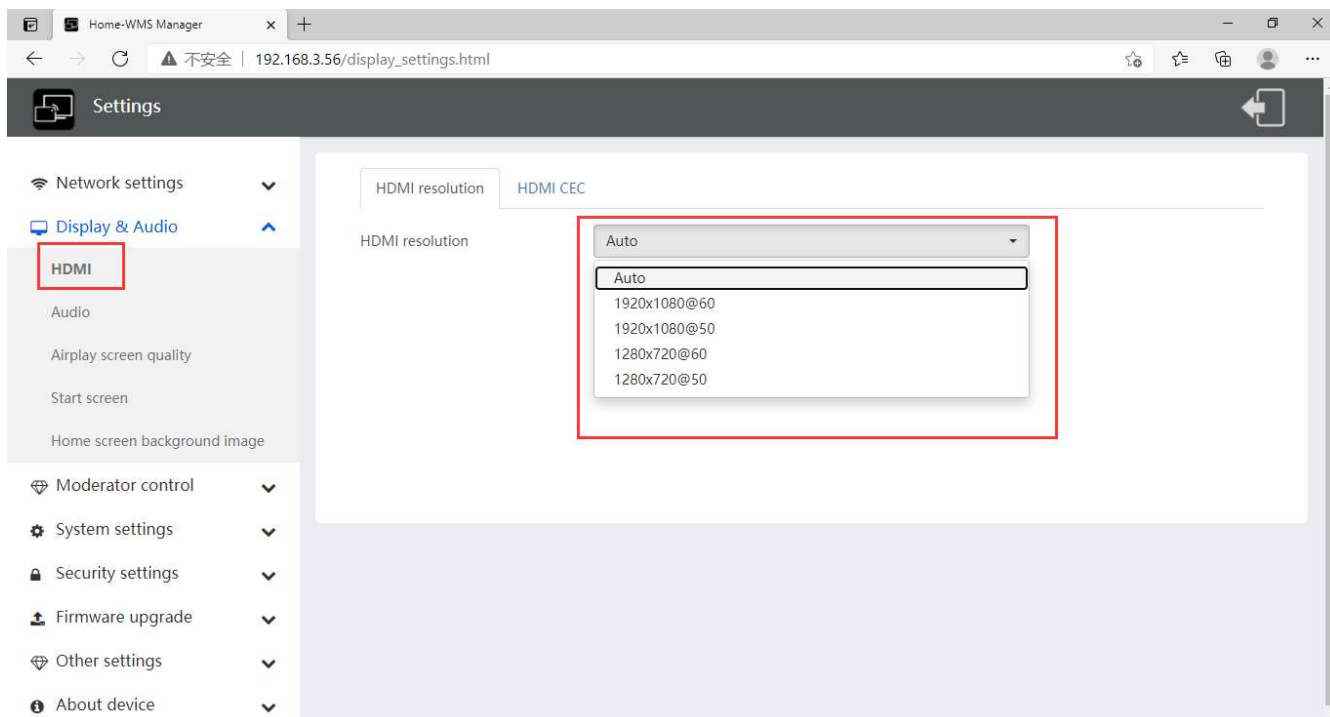 Home-WMS Manager
不安全 192.168.3.56/display_settings.html
Settings
Network settings
Display & Audio
HDMI
Audio
Airplay screen quality
Start screen
Home screen background image
Moderator control
System settings
Security settings
Firmware upgrade
Other settings
About device
HDMI resolution HDMI CEC
HDMI resolution Auto
Auto
1920x1080@60
1920x1080@50
1280x720@60
1280x720@50